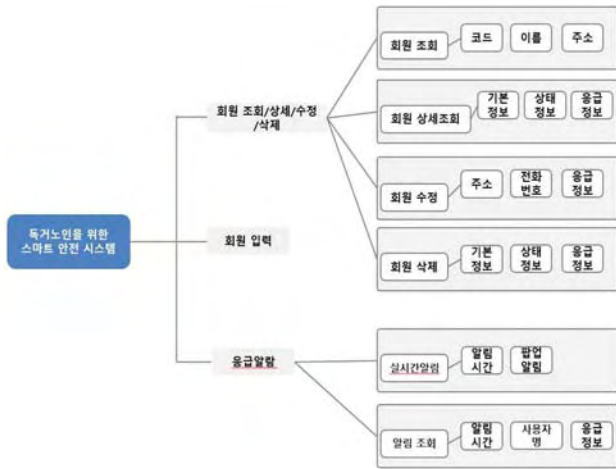 회원 조회
코드
이름
주소
회원 조회/상세/수정
/삭제
회원 상세조회
기본
정보
상태
정보
응급
정보
회원 수정
주소
전화
번호
응급
정보
독거노인을 위한
스마트 안전 시스템
회원 입력
회원 삭제
기본
정보
상태
정보
응급
정보
응급알람
실시간알림
알림
시간
팝업
알림
알림 조회
알림
시간
사용자
명
응급
정보